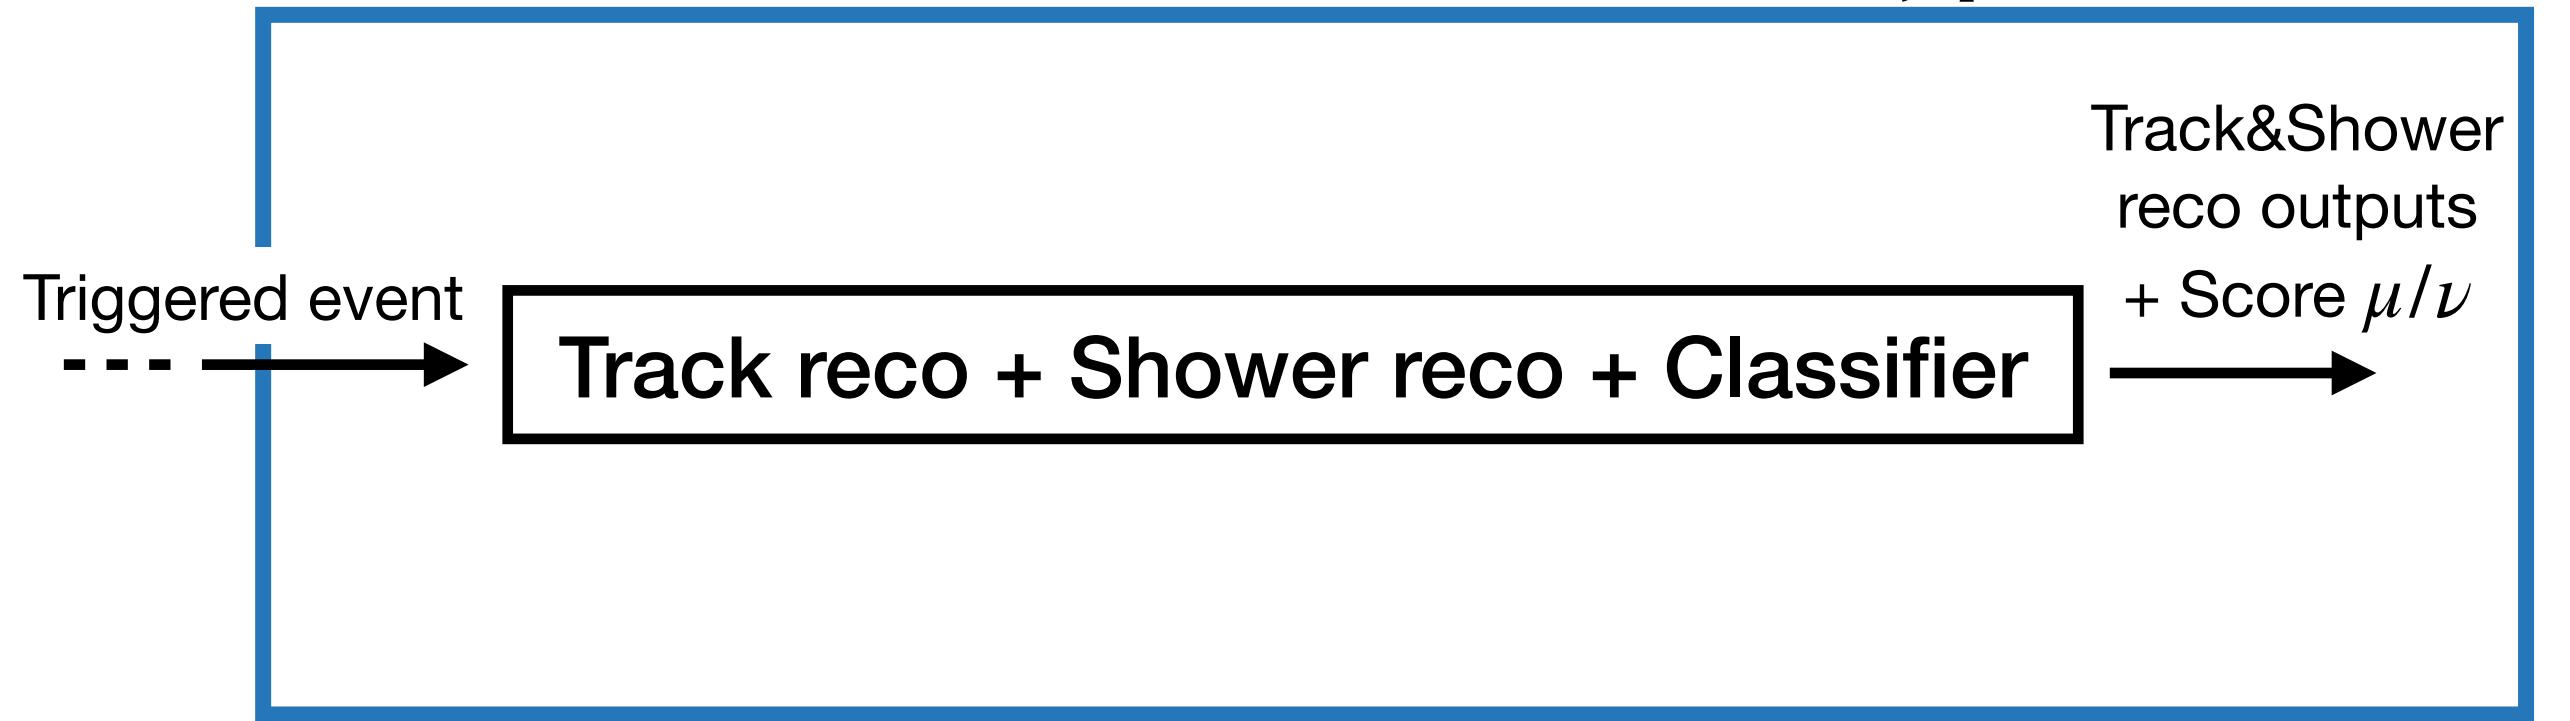 Track&Shower
reco outputs
+ Score μ/ν
Triggered event
Track reco + Shower reco + Classifier